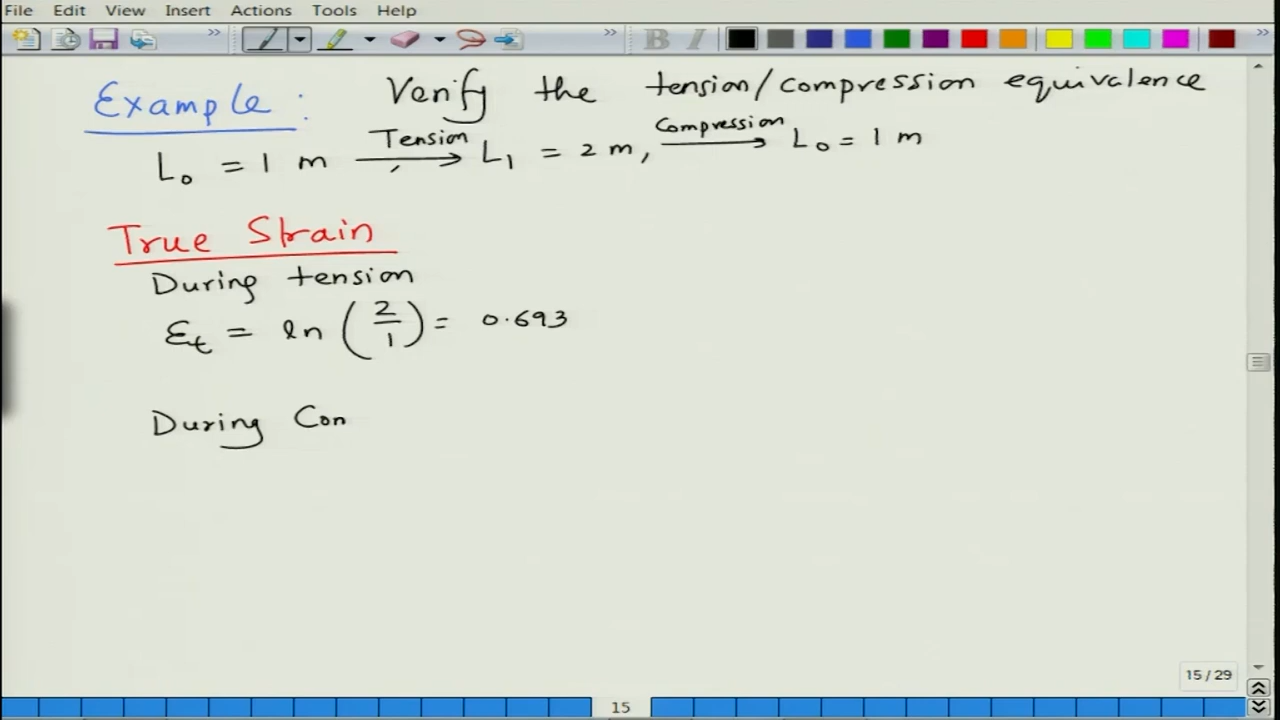 File Edit View Insert Actions Tools Help
Example : Verify the tension/compression equivalence
L₀ = 1 m Tension → L₁ = 2 m, Compression → L₀ = 1 m
True Strain
During tension
εₜ = ln (2/1) = 0.693
During Com
15 / 29
15